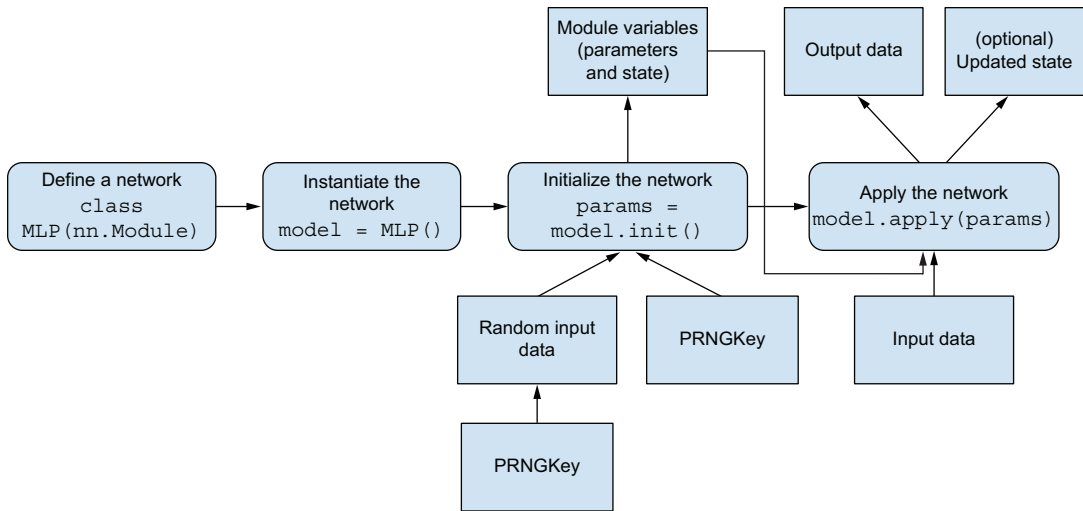 Module variables
(parameters
and state)
Output data
(optional)
Updated state
Define a network
class
MLP(nn.Module)
Instantiate the
network
model = MLP()
Initialize the network
params =
model.init()
Apply the network
model.apply(params)
Random input
data
PRNGKey
Input data
PRNGKey